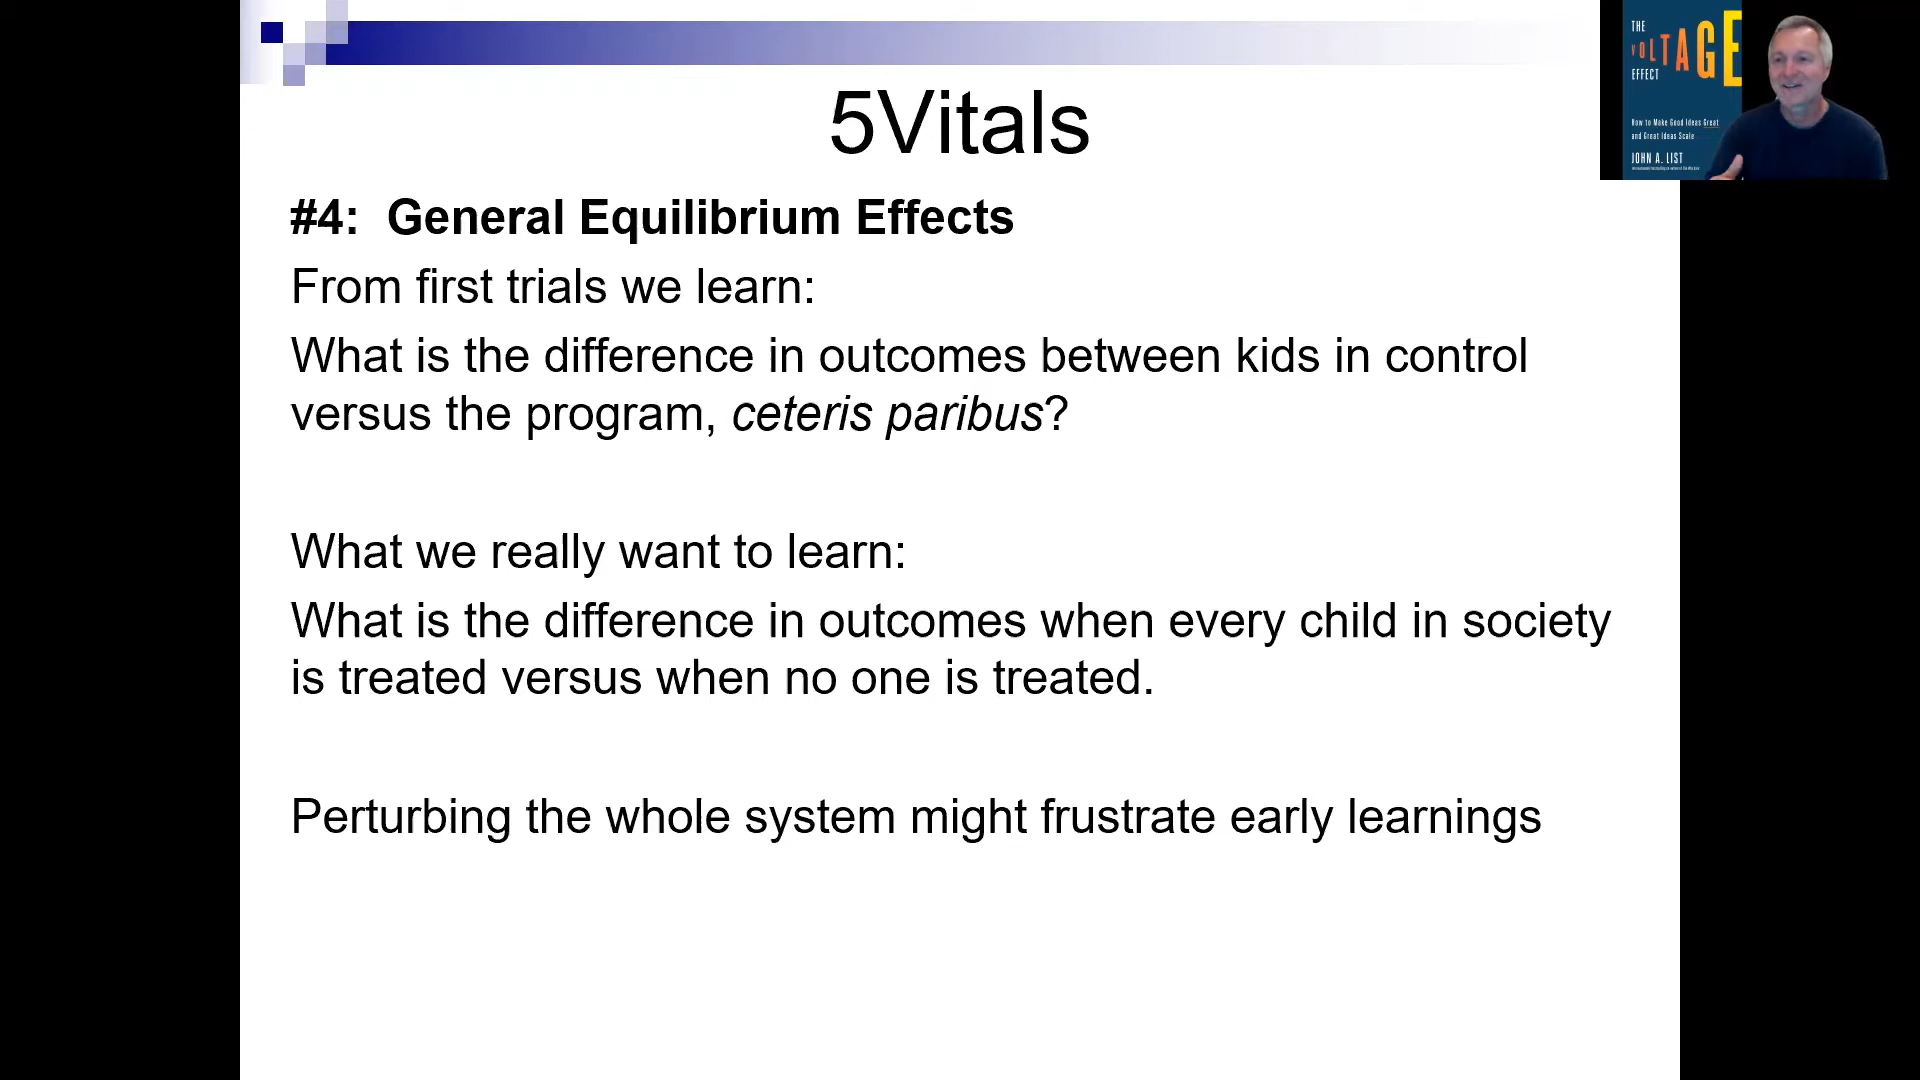 5Vitals
#4: General Equilibrium Effects
From first trials we learn:
What is the difference in outcomes between kids in control
versus the program, ceteris paribus?
What we really want to learn:
What is the difference in outcomes when every child in society
is treated versus when no one is treated.
Perturbing the whole system might frustrate early learnings
THE
VOLTAGE
EFFECT
How to Make Good Ideas Great
and Great Ideas Scale
JOHN A. LIST